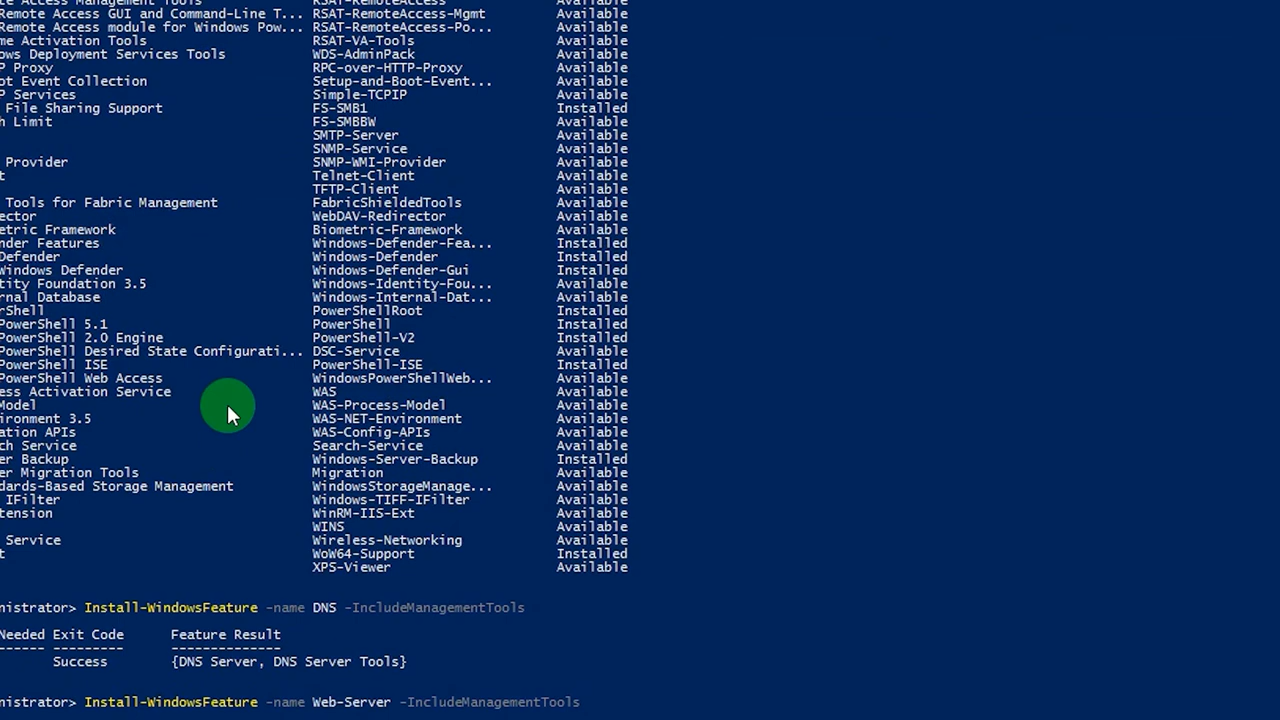 te Access Management Tools RSAT-RemoteAccess Available
Remote Access GUI and Command-Line T... RSAT-RemoteAccess-Mgmt Available
Remote Access module for Windows Pow... RSAT-RemoteAccess-Po... Available
me Activation Tools RSAT-VA-Tools Available
ows Deployment Services Tools WDS-AdminPack Available
P Proxy RPC-over-HTTP-Proxy Available
ot Event Collection Setup-and-Boot-Event... Available
P Services Simple-TCPIP Available
File Sharing Support FS-SMB1 Installed
h Limit FS-SMBBW Available
SMTP-Server Available
SNMP-Service Available
Provider SNMP-WMI-Provider Available
t Telnet-Client Available
TFTP-Client Available
Tools for Fabric Management FabricShieldedTools Available
ector WebDAV-Redirector Available
etric Framework Biometric-Framework Available
nder Features Windows-Defender-Fea... Installed
Defender Windows-Defender Installed
Windows Defender Windows-Defender-Gui Installed
tity Foundation 3.5 Windows-Identity-Fou... Available
rnal Database Windows-Internal-Dat... Available
rShell PowerShellRoot Installed
PowerShell 5.1 PowerShell Installed
PowerShell 2.0 Engine PowerShell-V2 Installed
PowerShell Desired State Configurati... DSC-Service Available
PowerShell ISE PowerShell-ISE Installed
PowerShell Web Access WindowsPowerShellWeb... Available
ess Activation Service WAS Available
Model WAS-Process-Model Available
ironment 3.5 WAS-NET-Environment Available
ation APIs WAS-Config-APIs Available
ch Service Search-Service Available
er Backup Windows-Server-Backup Installed
er Migration Tools Migration Available
dards-Based Storage Management WindowsStorageManage... Available
IFilter Windows-TIFF-IFilter Available
tension WinRM-IIS-Ext Available
WINS Available
Service Wireless-Networking Available
t WoW64-Support Installed
XPS-Viewer Available
nistrator> Install-WindowsFeature -name DNS -IncludeManagementTools
Needed Exit Code Feature Result
------ --------- --------------
Success {DNS Server, DNS Server Tools}
nistrator> Install-WindowsFeature -name Web-Server -IncludeManagementTools